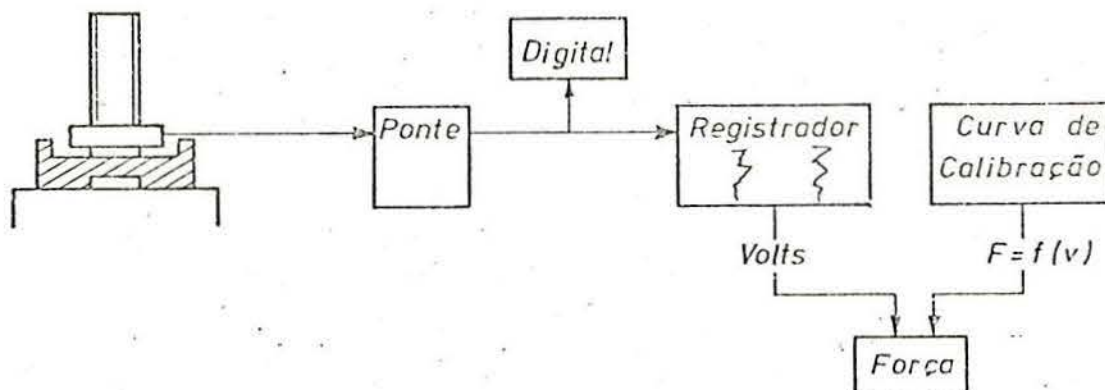 Digital
Ponte
Registrador
Curva de
Calibração
Volts
F = f (v)
Força